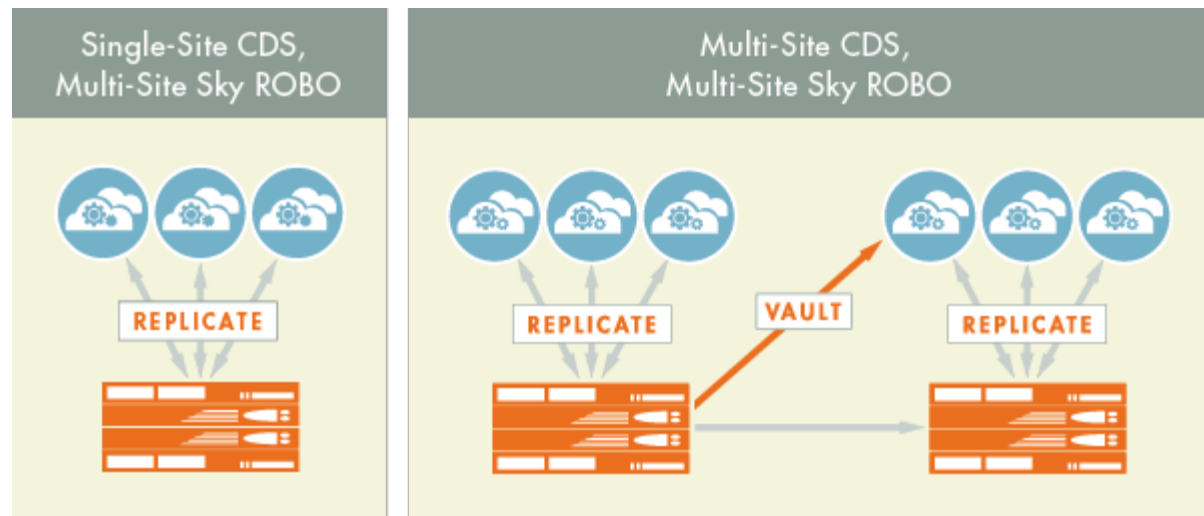 Single-Site CDS,
Multi-Site Sky ROBO
Multi-Site CDS,
Multi-Site Sky ROBO
REPLICATE
REPLICATE
VAULT
REPLICATE